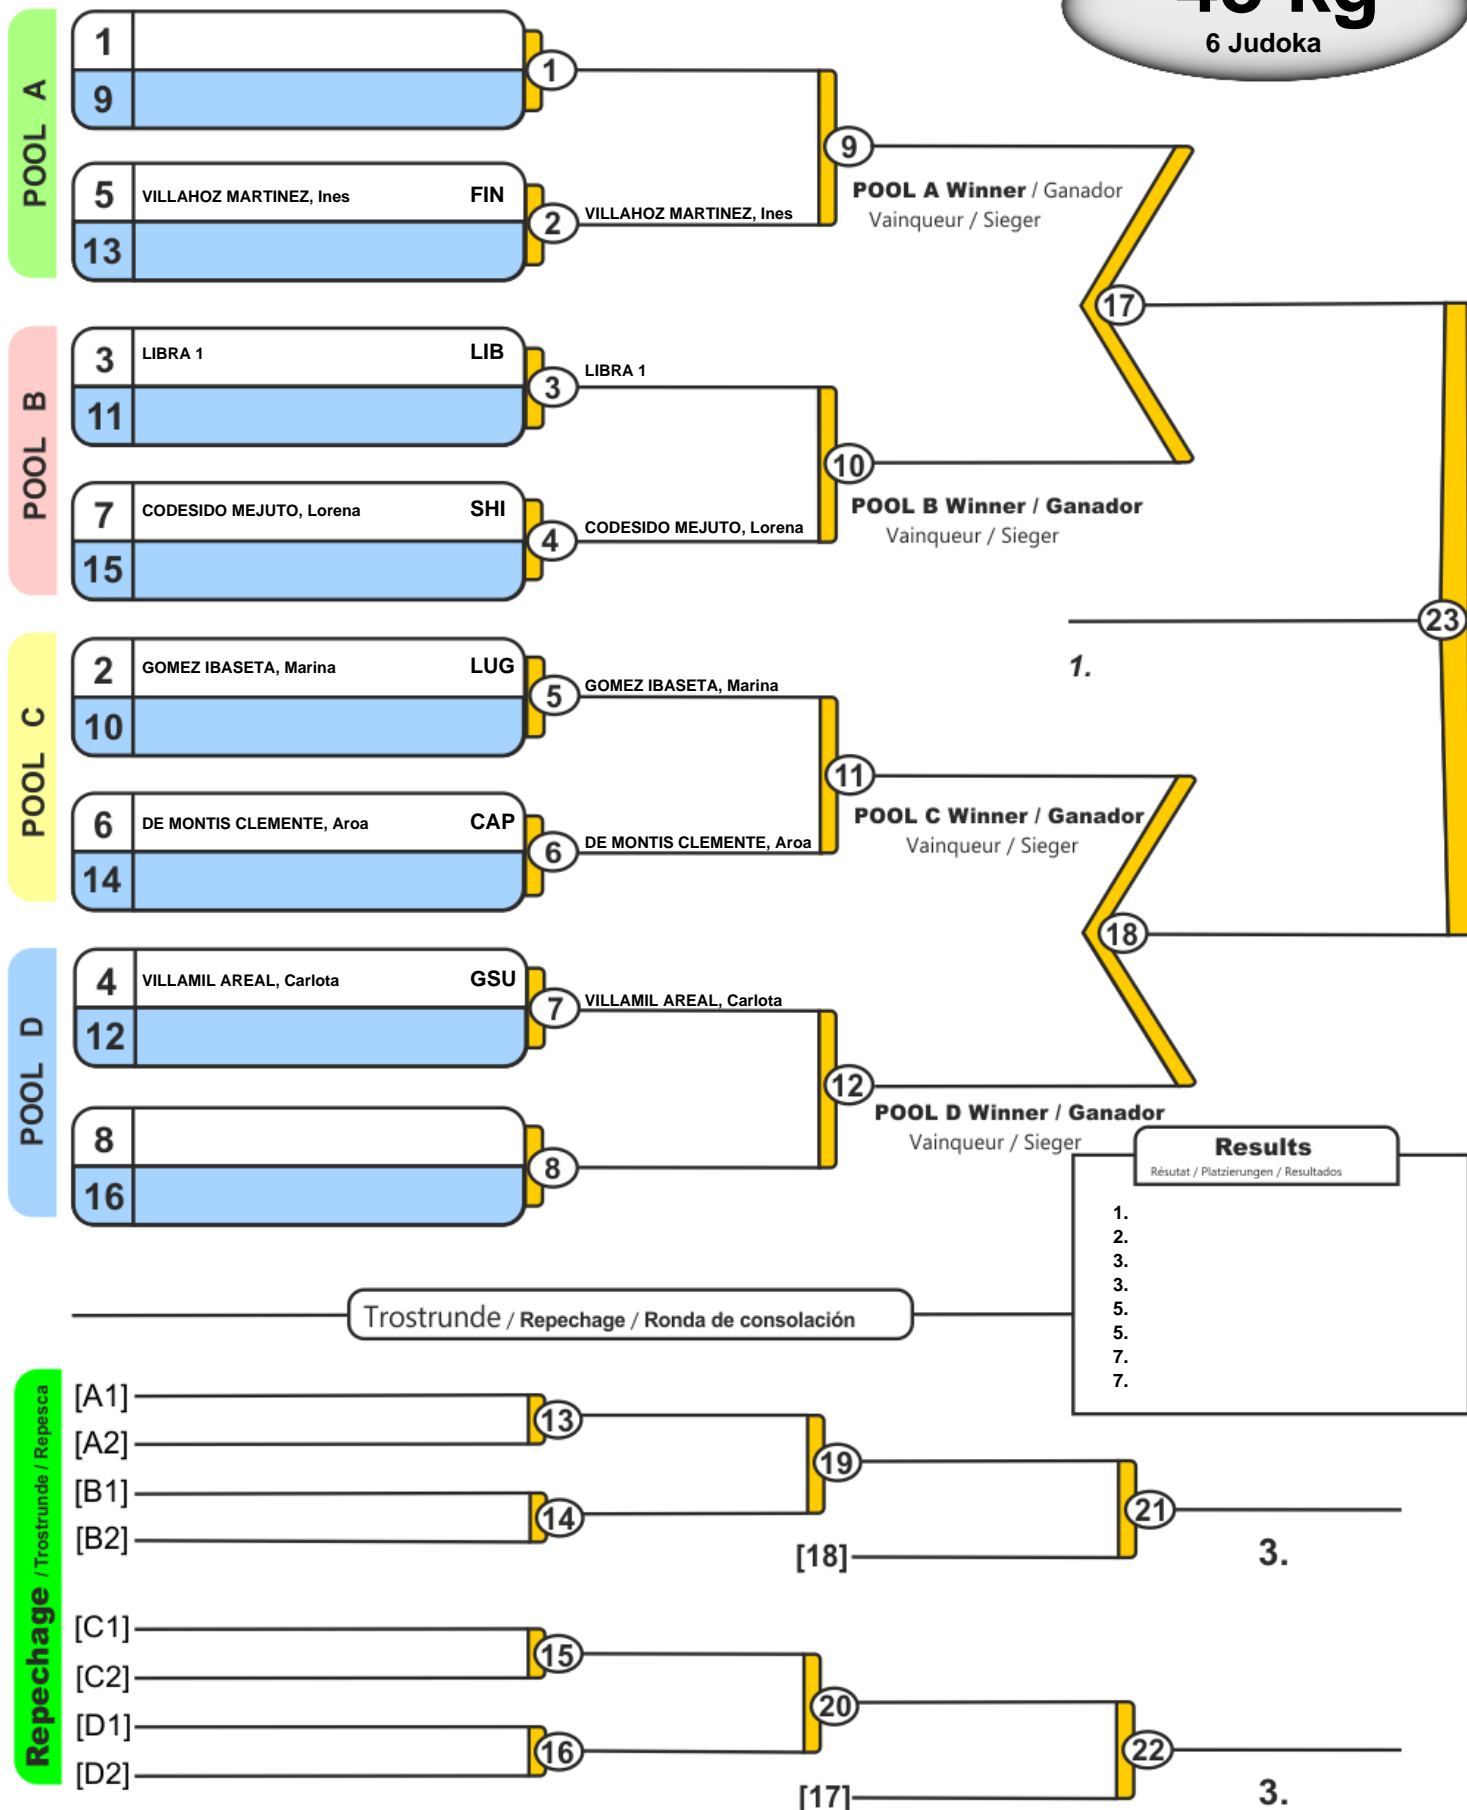 6 Judoka
POOL A
1
9
1
5 VILLAHOZ MARTINEZ, Ines FIN
13
2
VILLAHOZ MARTINEZ, Ines
9
POOL A Winner / Ganador
Vainqueur / Sieger
17
POOL B
3 LIBRA 1 LIB
11
3
LIBRA 1
7 CODESIDO MEJUTO, Lorena SHI
15
4
CODESIDO MEJUTO, Lorena
10
POOL B Winner / Ganador
Vainqueur / Sieger
23
1.
POOL C
2 GOMEZ IBASETA, Marina LUG
10
5
GOMEZ IBASETA, Marina
6 DE MONTIS CLEMENTE, Aroa CAP
14
6
DE MONTIS CLEMENTE, Aroa
11
POOL C Winner / Ganador
Vainqueur / Sieger
18
POOL D
4 VILLAMIL AREAL, Carlota GSU
12
7
VILLAMIL AREAL, Carlota
8
16
8
12
POOL D Winner / Ganador
Vainqueur / Sieger
Results
Résutat / Platzierungen / Resultados
1.
2.
3.
3.
5.
5.
7.
7.
Trostrunde / Repechage / Ronda de consolación
Repechage / Trostrunde / Repesca
[A1]
[A2]
13
[B1]
[B2]
14
19
[18]
21
3.
[C1]
[C2]
15
[D1]
[D2]
16
20
[17]
22
3.